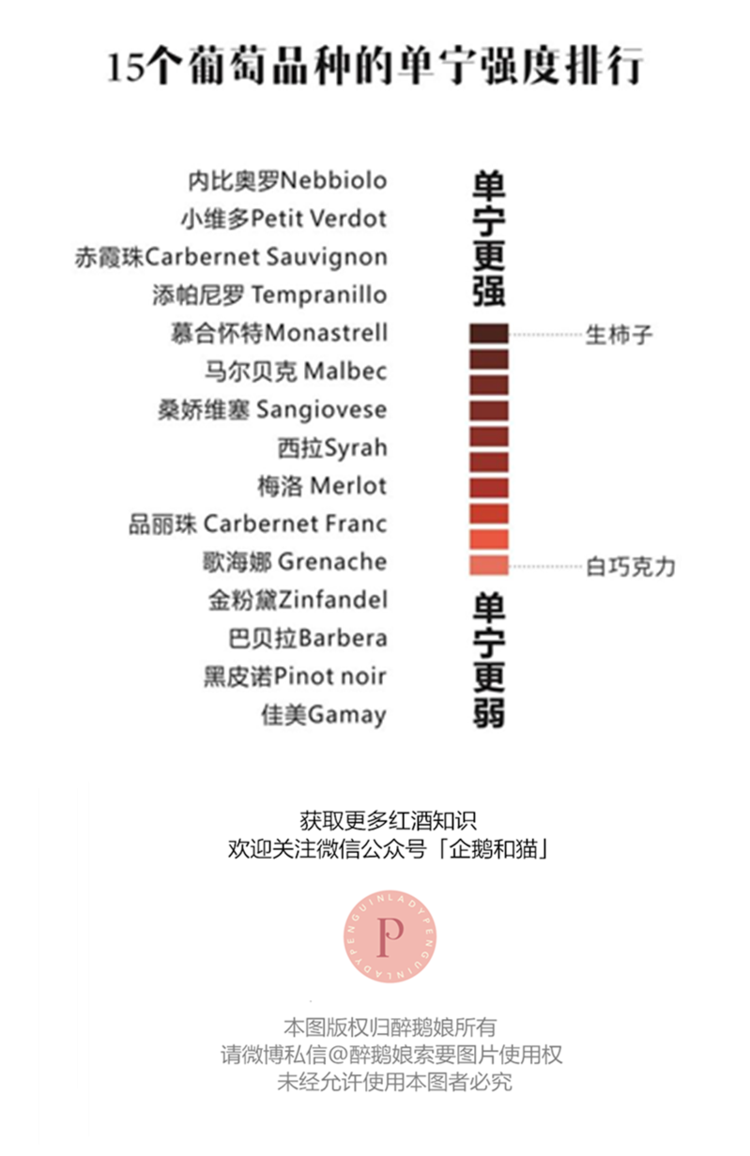 15个葡萄品种的单宁强度排行
内比奥罗Nebbiolo
小维多Petit Verdot
赤霞珠Carbernet Sauvignon
添帕尼罗 Tempranillo
慕合怀特Monastrell
马尔贝克 Malbec
桑娇维塞 Sangiovese
西拉Syrah
梅洛 Merlot
品丽珠 Carbernet Franc
歌海娜 Grenache
金粉黛Zinfandel
巴贝拉Barbera
黑皮诺Pinot noir
佳美Gamay
单宁更强
生柿子
白巧克力
单宁更弱
获取更多红酒知识
欢迎关注微信公众号「企鹅和猫」
PENGUINLADYPENGUINLADY
P
本图版权归醉鹅娘所有
请微博私信@醉鹅娘索要图片使用权
未经允许使用本图者必究